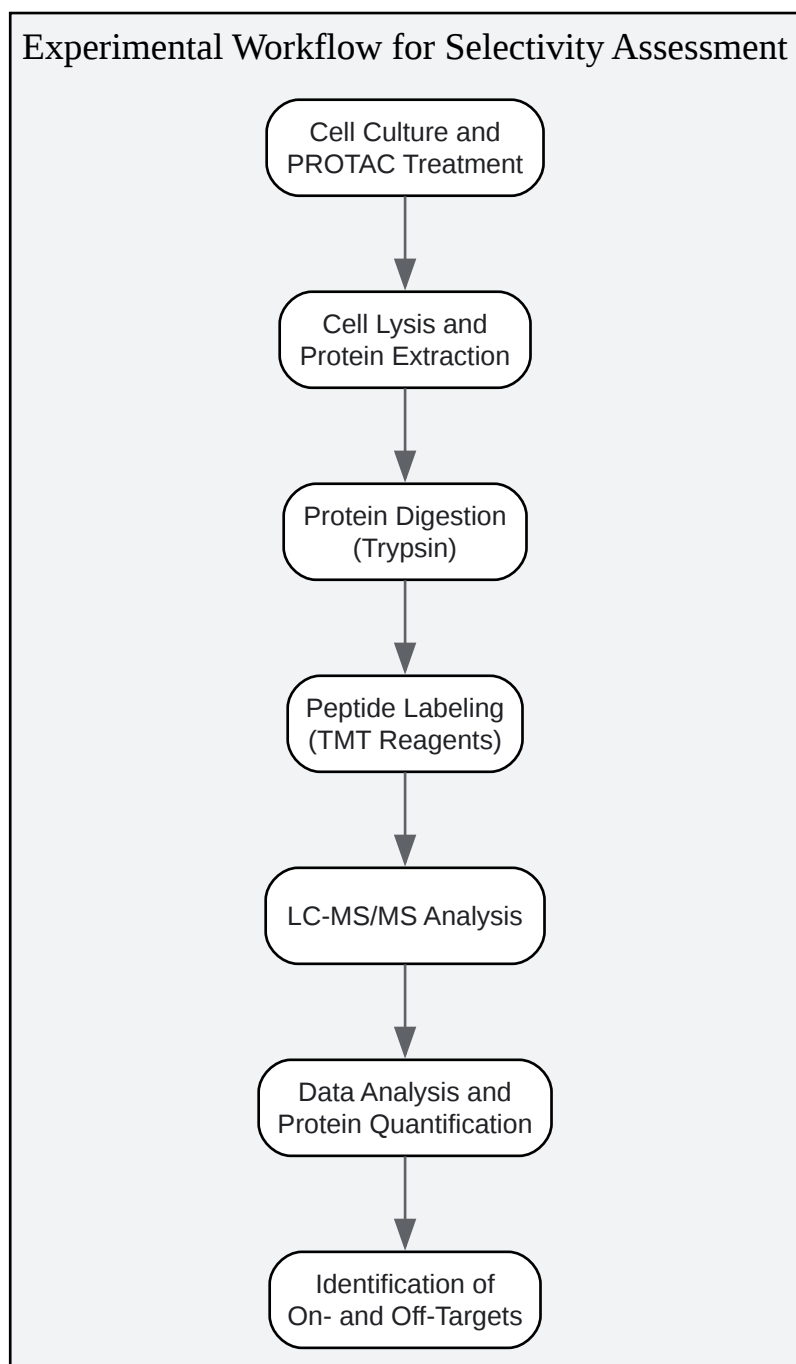 Experimental Workflow for Selectivity Assessment
Cell Culture and
PROTAC Treatment
Cell Lysis and
Protein Extraction
Protein Digestion
(Trypsin)
Peptide Labeling
(TMT Reagents)
LC-MS/MS Analysis
Data Analysis and
Protein Quantification
Identification of
On- and Off-Targets